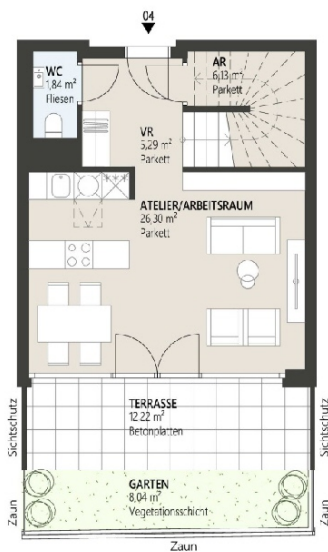 04
WC
1,84 m²
Fliesen
AR
6,13 m²
Parkett
VR
5,29 m²
Parkett
ATELIER/ARBEITSRAUM
26,30 m²
Parkett
TERRASSE
12,22 m²
Betonplatten
Sichtschutz
Sichtschutz
GARTEN
8,04 m²
Vegetationsschicht
Zaun
Zaun
Zaun